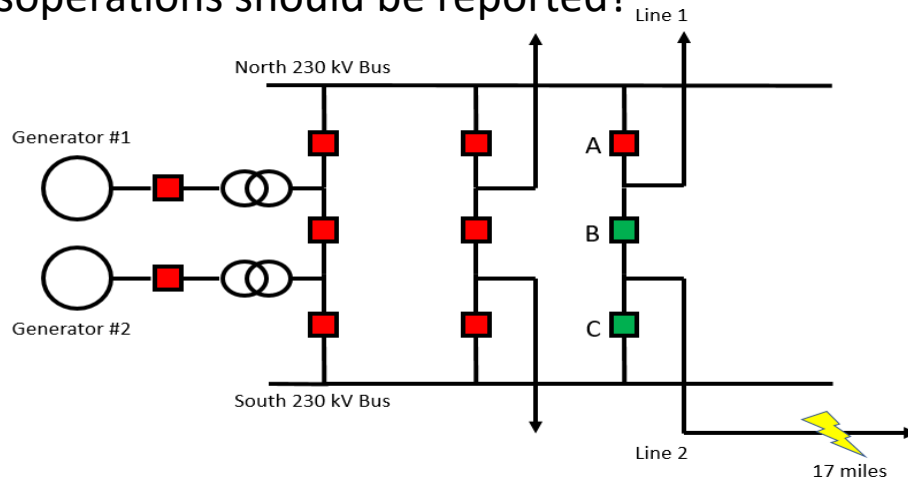 soperations should be reported?
Line 1
North 230 kV Bus
Generator #1
A
B
Generator #2
C
South 230 kV Bus
Line 2
17 miles